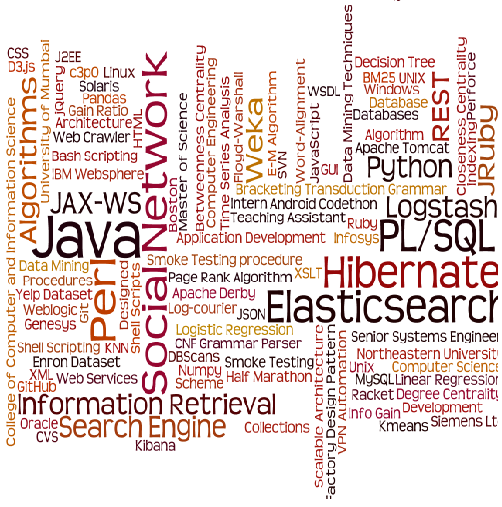 CSS
J2EE
D3.js
jQuery
c3p0
Linux
Solaris
Pandas
Gain Ratio
Architecture
HTML
Web Crawler
Bash Scripting
BM Websphere
Algorithms
University of Mumbai
College of Computer and Information Science
JAX-WS
Java
Social Network
Boston
Master of Science
Betweenness Centrality
Computer Engineering
Time Series Analysis
Floyd-Warshall
Weka
E-M Algorithm
SVN
Word-Alignment
WSDL
JavaScript
GUI
Data Mining Techniques
Decision Tree
BM25
UNIX
Windows
Database
Databases
Algorithm
Apache Tomcat
REST
Closeness Centrality
Indexing
Perforce
JRuby
Python
Bracketing Transduction Grammar
Intern
Android
Codethon
Logstash
Teaching Assistant
Ruby
Application Development
Infosys
PL/SQL
Data Mining
Procedures
Perl
Designed
Shell Scripts
Smoke Testing procedure
Page Rank Algorithm
XSLT
Hibernate
Yelp Dataset
Weblogic
Git
Genesys
Apache Derby
Log-courier
JSON
Elasticsearch
Logistic Regression
CNF Grammar Parser
Shell Scripting
KNN
DBScans
Smoke Testing
Enron Dataset
Numpy
Scheme
Half Marathon
XML
Web Services
GitHub
Scalable Architecture
Factory Design Pattern
VPN Automation
Senior Systems Engineer
Northeastern Universit
Unix
Computer Science
MySQL
Linear Regression
Racket
Degree Centrality
Information Retrieval
Info Gain
Development
Oracle
CVS
Search Engine
Collections
Kmeans
Siemens Lt
Kibana